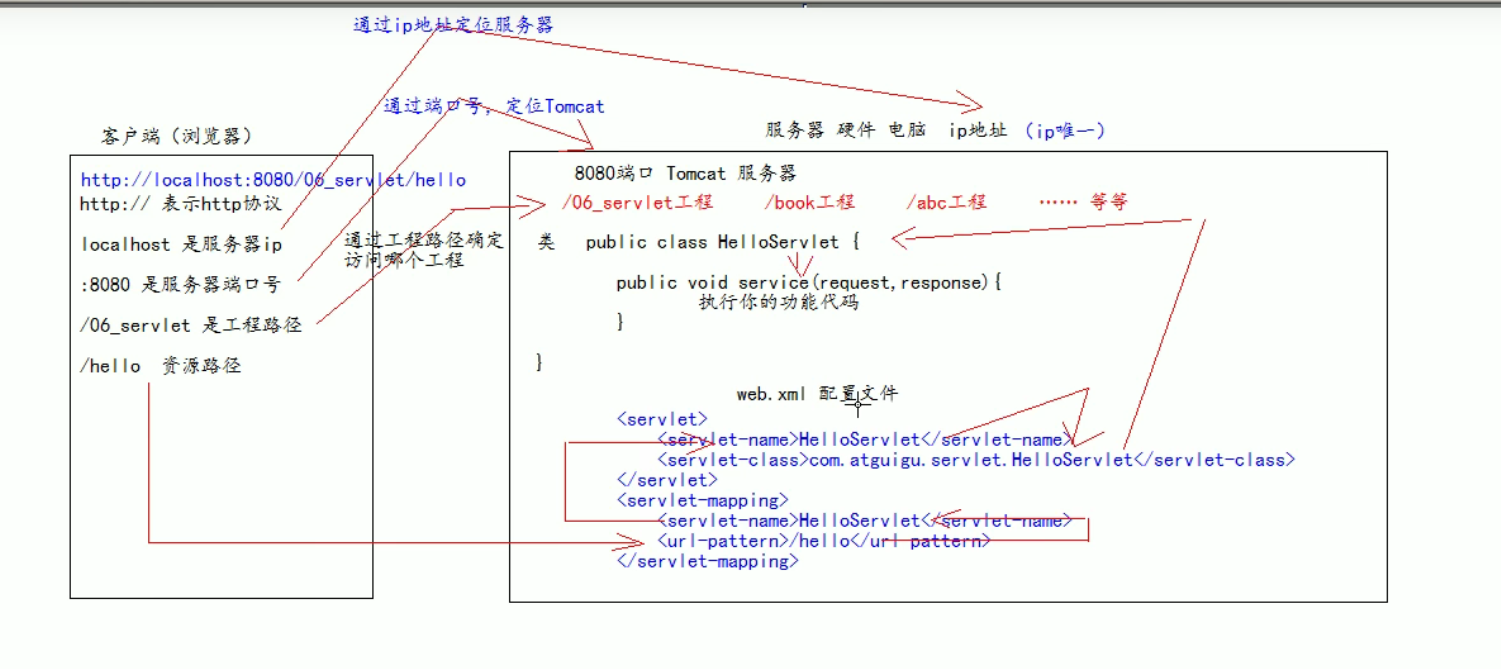 通过ip地址定位服务器
通过端口号，定位Tomcat
客户端（浏览器）
http://localhost:8080/06_servlet/hello
http:// 表示http协议
localhost 是服务器ip
:8080 是服务器端口号
/06_servlet 是工程路径
/hello 资源路径
通过工程路径确定
访问哪个工程
服务器 硬件 电脑 ip地址 （ip唯一）
8080端口 Tomcat 服务器
/06_servlet工程 /book工程 /abc工程 …… 等等
类 public class HelloServlet {
public void service(request,response){
执行你的功能代码
}
}
web.xml 配置文件
<servlet>
<servlet-name>HelloServlet</servlet-name>
<servlet-class>com.atguigu.servlet.HelloServlet</servlet-class>
</servlet>
<servlet-mapping>
<servlet-name>HelloServlet</servlet-name>
<url-pattern>/hello</url-pattern>
</servlet-mapping>